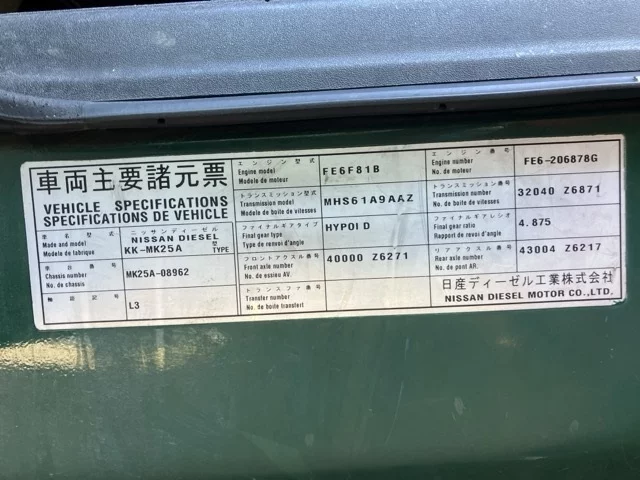 車両主要諸元票
VEHICLE SPECIFICATIONS
SPECIFICATIONS DE VEHICLE
車名型式
Made and model
Modele de fabrique
ニッサンディーゼル
NISSAN DIESEL
KK-MK25A
型
TYPE
車台番号
Chassis number
No. de chassis
MK25A-08962
L3
エンジン型式
Engine model
Modele de moteur
FE6F81B
トランスミッション型式
Transmission model
Modele de boite de vitesses
MHS61A9AAZ
ファイナルギアタイプ
Final gear type
Type de renvoi d'angle
HYPOID
フロントアクスル番号
Front axle number
No. de essieu AV.
40000 Z6271
トランスファ番号
Transfer number
No. de boite transfert
エンジン番号
Engine number
No. de moteur
FE6-206878G
トランスミッション番号
Transmission number
No. de boite de vitesses
32040 Z6871
ファイナルギアレシオ
Final gear ratio
Rapport de renvoi d'angle
4.875
リアアクスル番号
Rear axle number
No. de pont AR.
43004 Z6217
日産ディーゼル工業株式会社
NISSAN DIESEL MOTOR CO.,LTD.